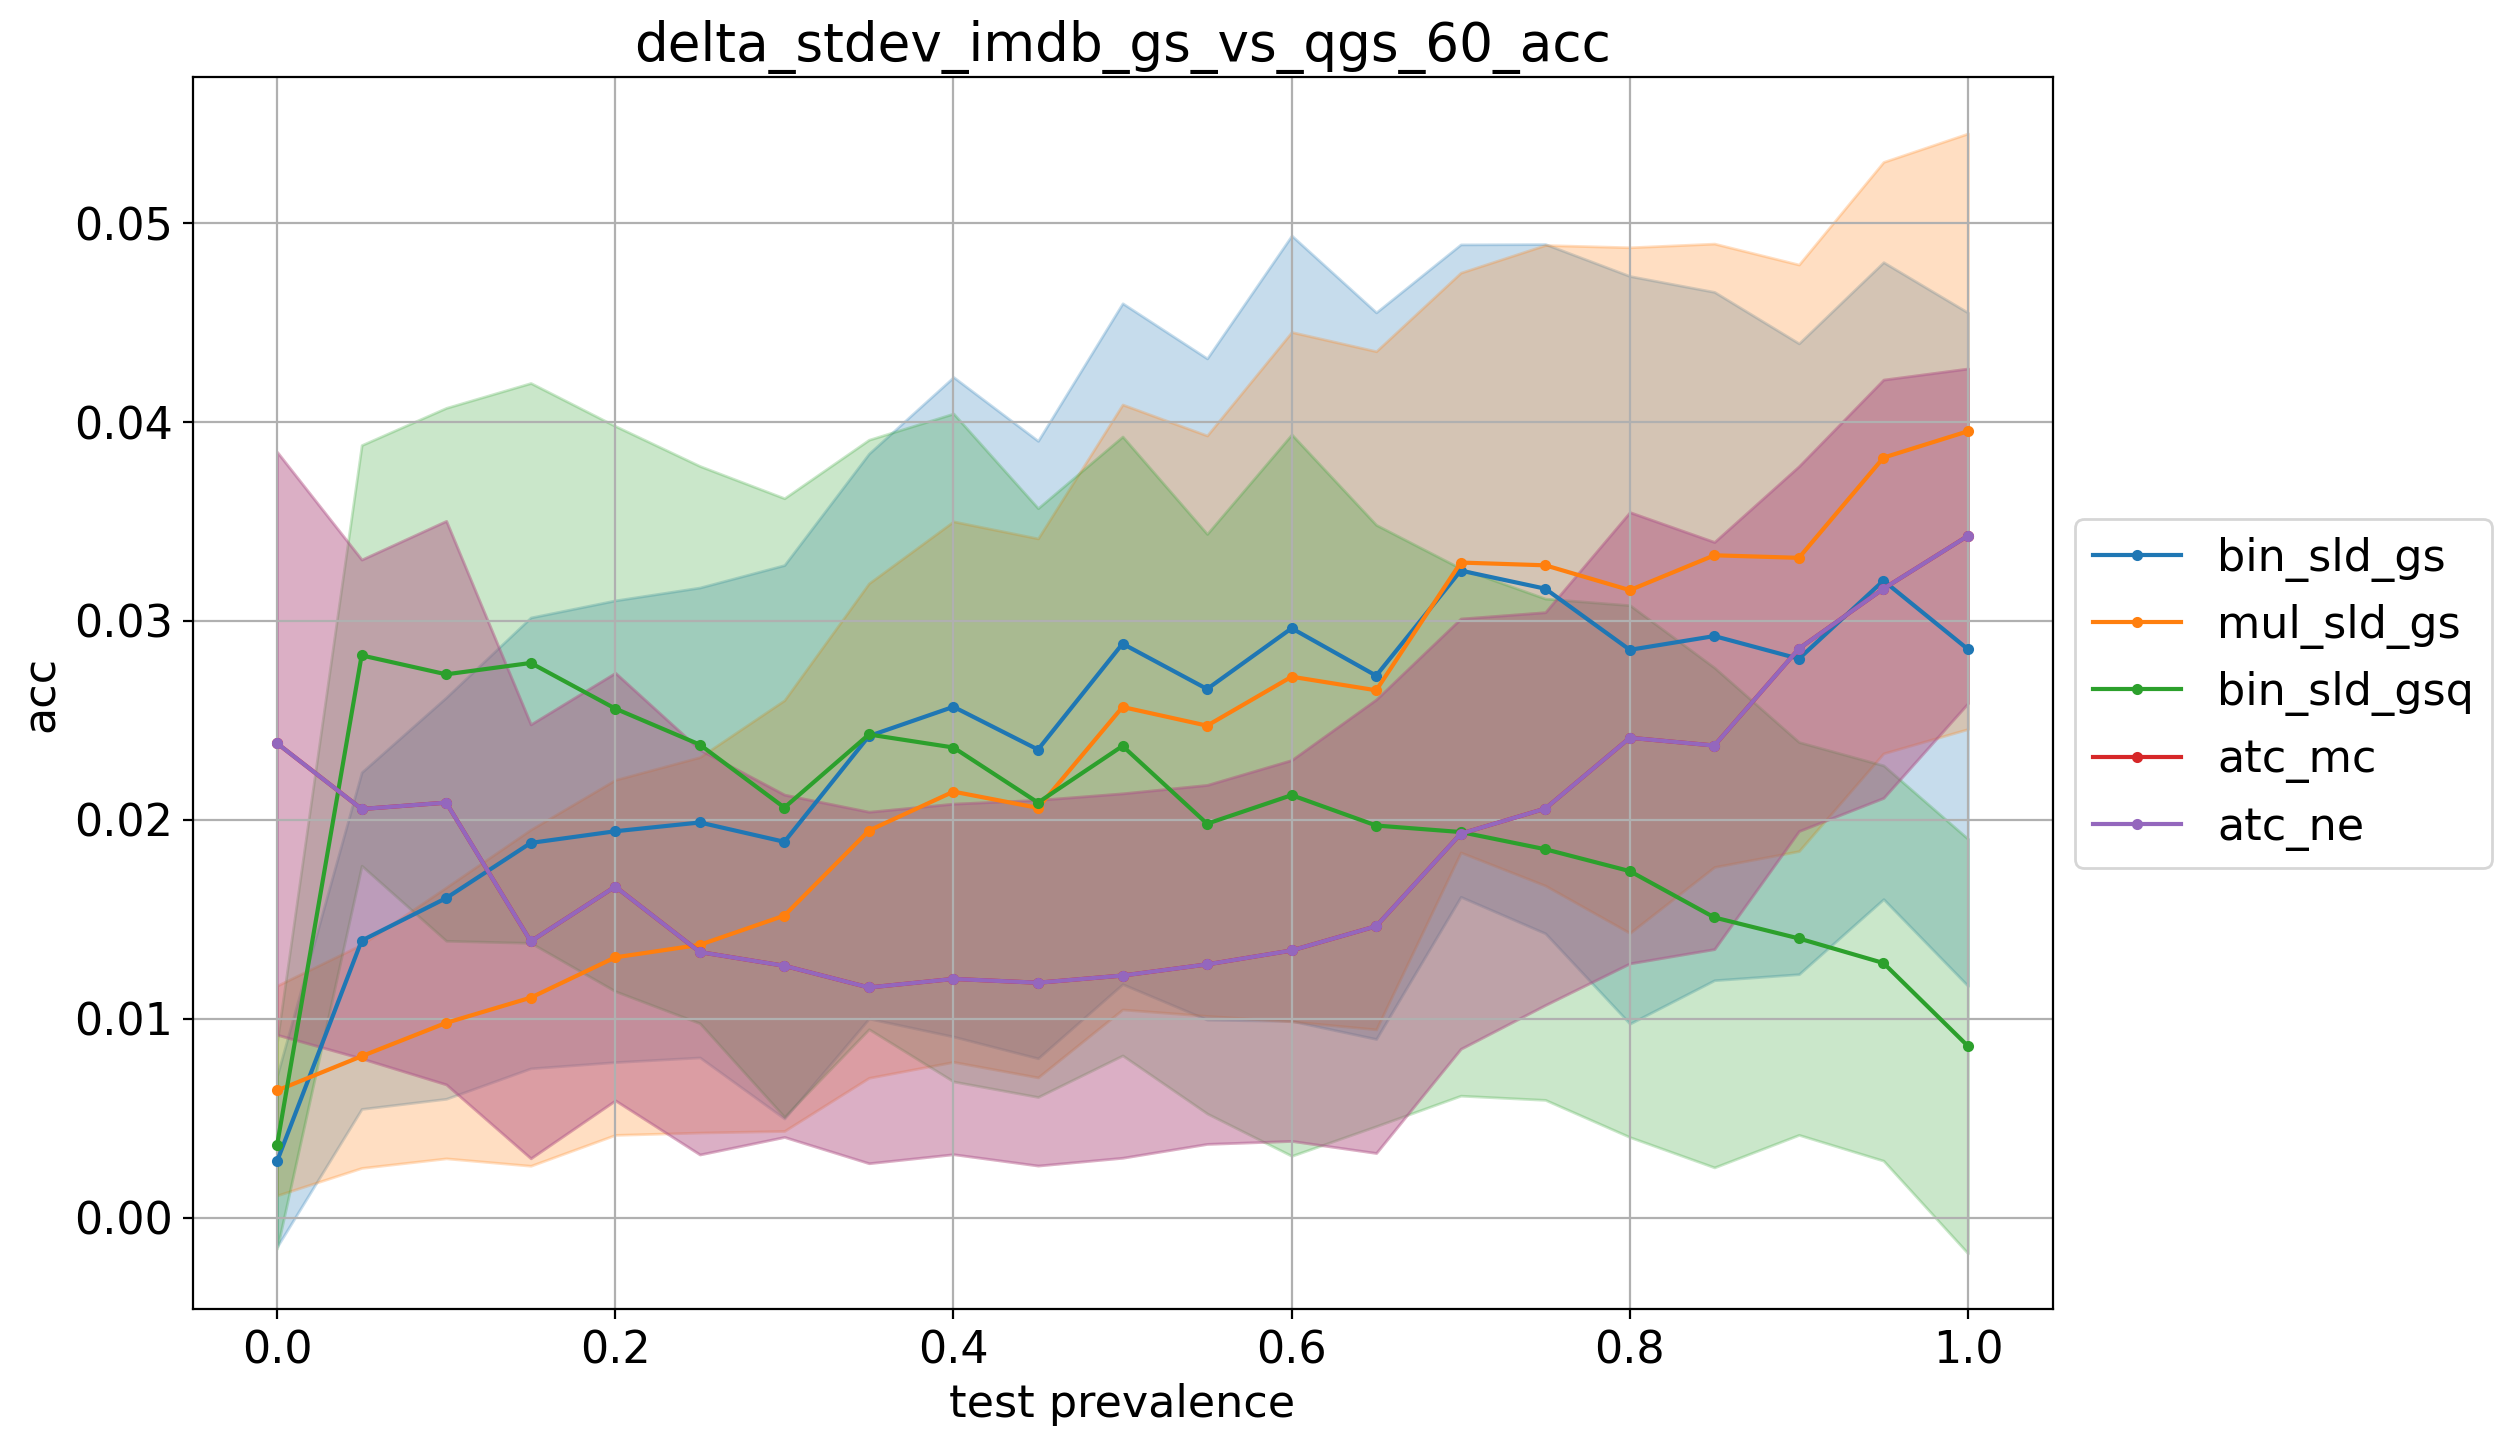 delta_stdev_imdb_gs_vs_qgs_60_acc
acc
0.05
0.04
0.03
0.02
0.01
0.00
0.0 0.2 0.4 0.6 0.8 1.0
test prevalence
bin_sld_gs
mul_sld_gs
bin_sld_gsq
atc_mc
atc_ne